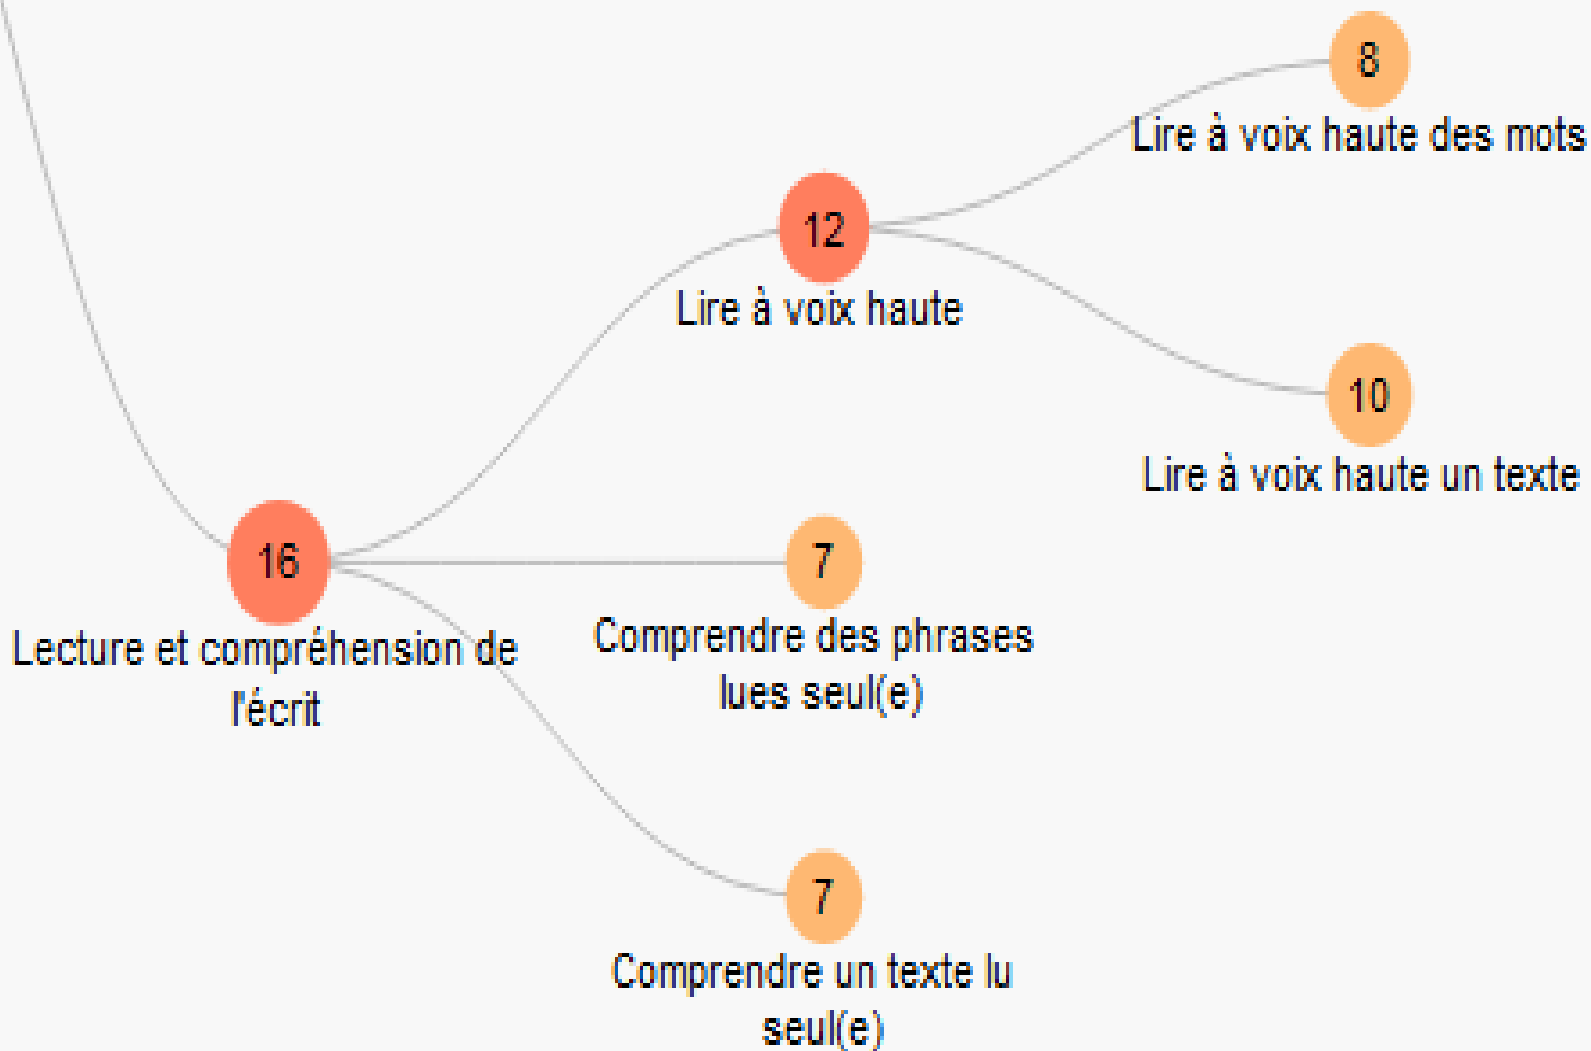 8
Lire à voix haute des mots
12
Lire à voix haute
10
Lire à voix haute un texte
16
Lecture et compréhension de
l'écrit
7
Comprendre des phrases
lues seul(e)
7
Comprendre un texte lu
seul(e)